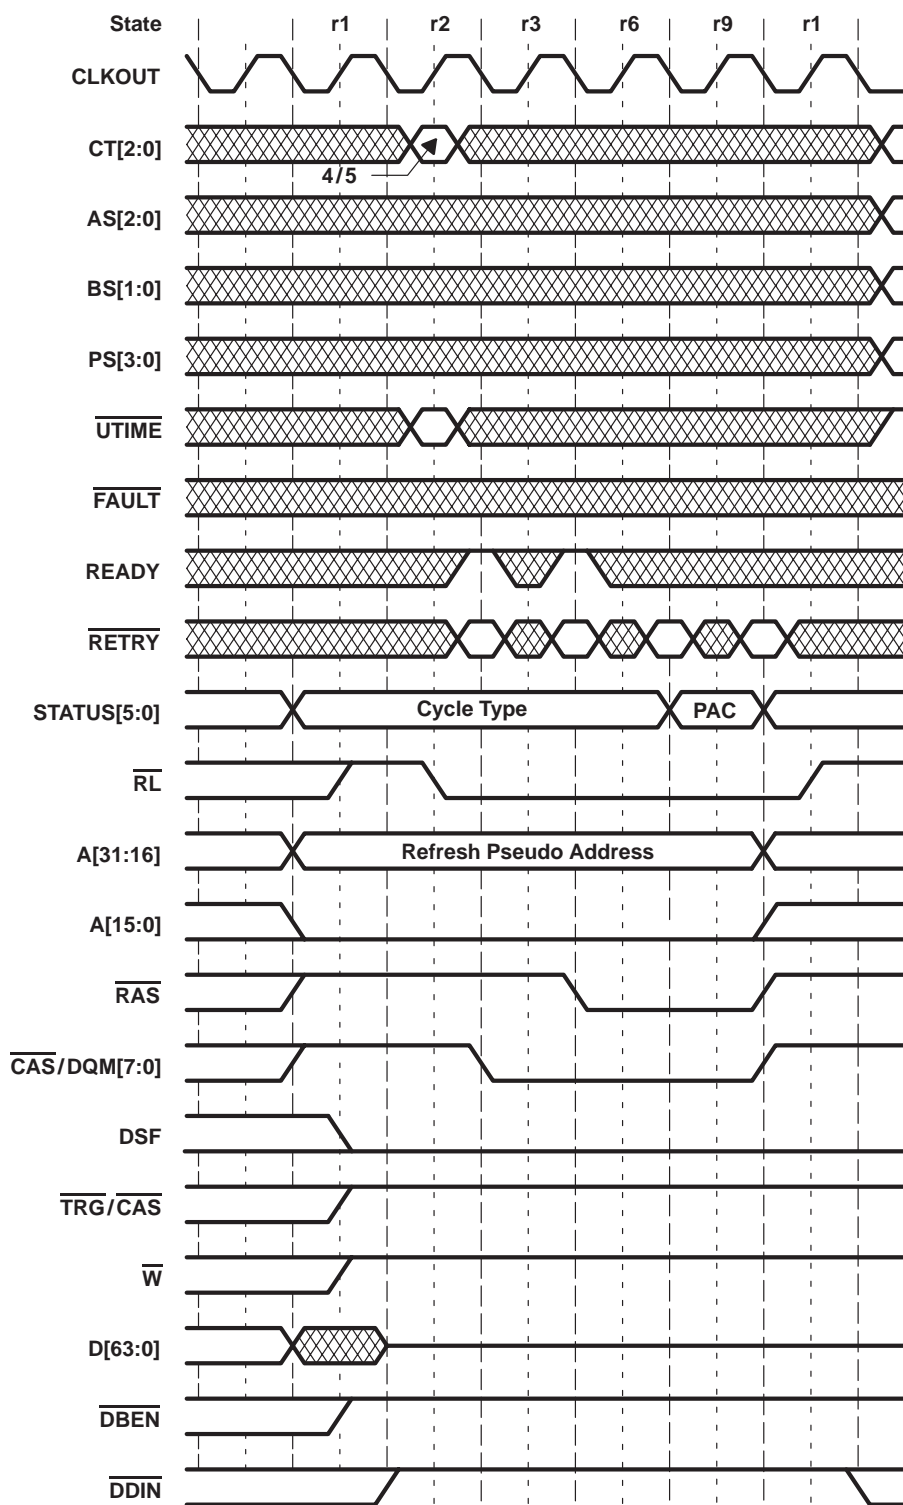 State r1 r2 r3 r6 r9 r1
CLKOUT
CT[2:0]
4/5
AS[2:0]
BS[1:0]
PS[3:0]
UTIME
FAULT
READY
RETRY
STATUS[5:0] Cycle Type PAC
RL
A[31:16] Refresh Pseudo Address
A[15:0]
RAS
CAS/DQM[7:0]
DSF
TRG/CAS
W
D[63:0]
DBEN
DDIN